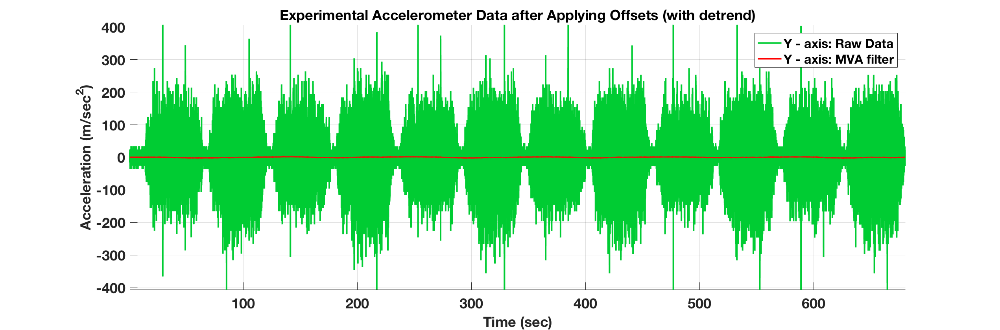 Experimental Accelerometer Data after Applying Offsets (with detrend)
Acceleration (m/sec²)
400
300
200
100
0
-100
-200
-300
-400
Y - axis: Raw Data
Y - axis: MVA filter
100 200 300 400 500 600
Time (sec)